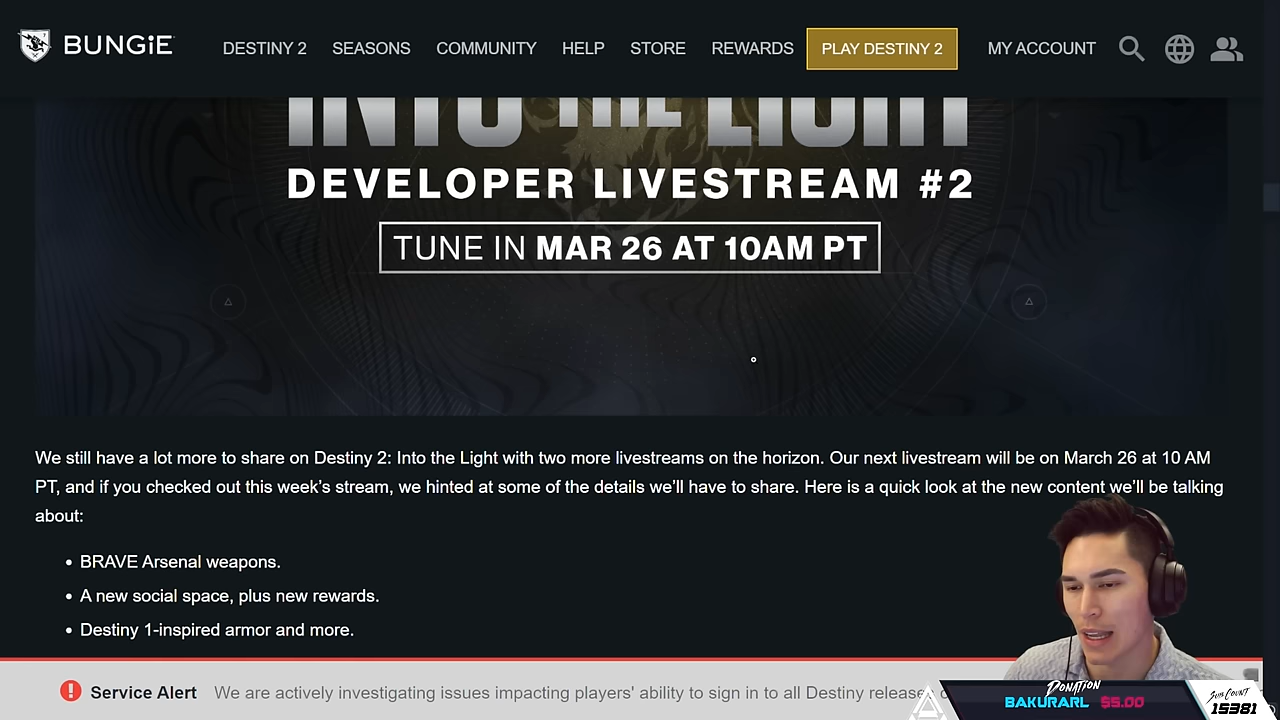 BUNGiE
DESTINY 2 SEASONS COMMUNITY HELP STORE REWARDS PLAY DESTINY 2 MY ACCOUNT
INTO THE LIGHT
DEVELOPER LIVESTREAM #2
TUNE IN MAR 26 AT 10AM PT
We still have a lot more to share on Destiny 2: Into the Light with two more livestreams on the horizon. Our next livestream will be on March 26 at 10 AM
PT, and if you checked out this week’s stream, we hinted at some of the details we’ll have to share. Here is a quick look at the new content we’ll be talking
about:
• BRAVE Arsenal weapons.
• A new social space, plus new rewards.
• Destiny 1-inspired armor and more.
Service Alert We are actively investigating issues impacting players' ability to sign in to all Destiny releases
DONATION
BAKURARL $5.00
SUB COUNT
15381